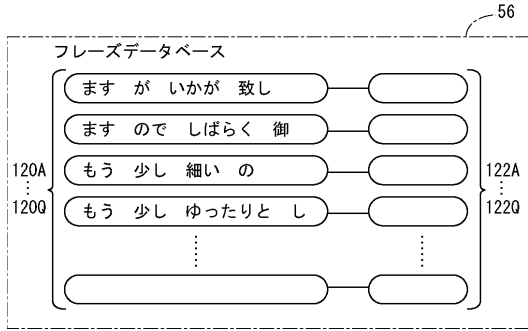 56
フレーズデータベース
ます が いかが 致し
ます ので しばらく 御
もう 少し 細い の
もう 少し ゆったりと し
120A
120Q
122A
122Q